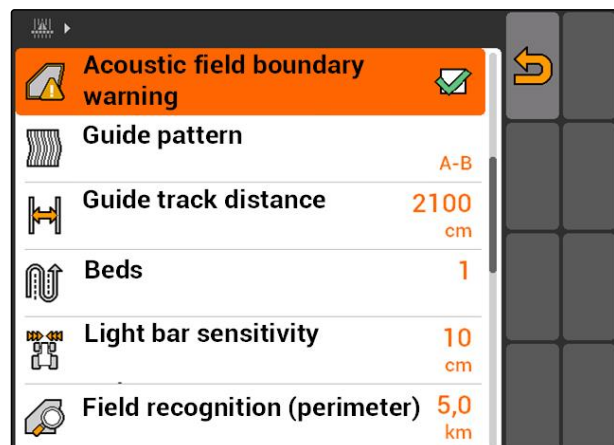 Acoustic field boundary
warning
Guide pattern
A-B
Guide track distance
2100
cm
Beds
1
Light bar sensitivity
10
cm
Field recognition (perimeter)
5,0
km